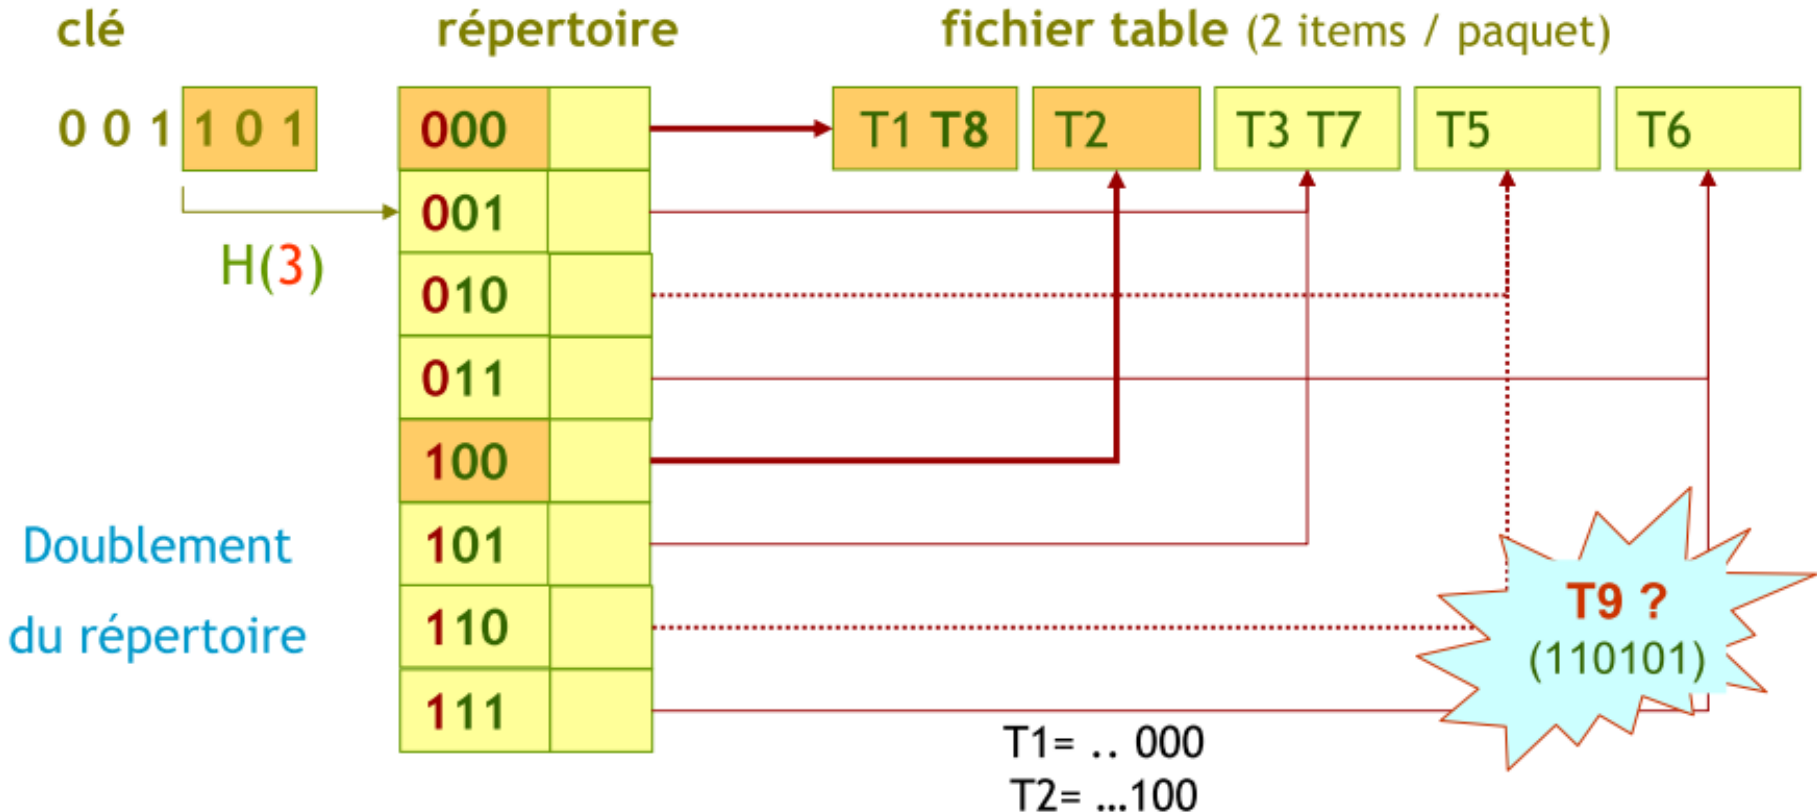 clé répertoire fichier table (2 items / paquet)
0 0 1 1 0 1 000 T1 T8 T2 T3 T7 T5 T6
001
H(3)
010
011
100
Doublement 101
T9 ?
du répertoire 110 (110101)
111
T1= .. 000
T2= ...100